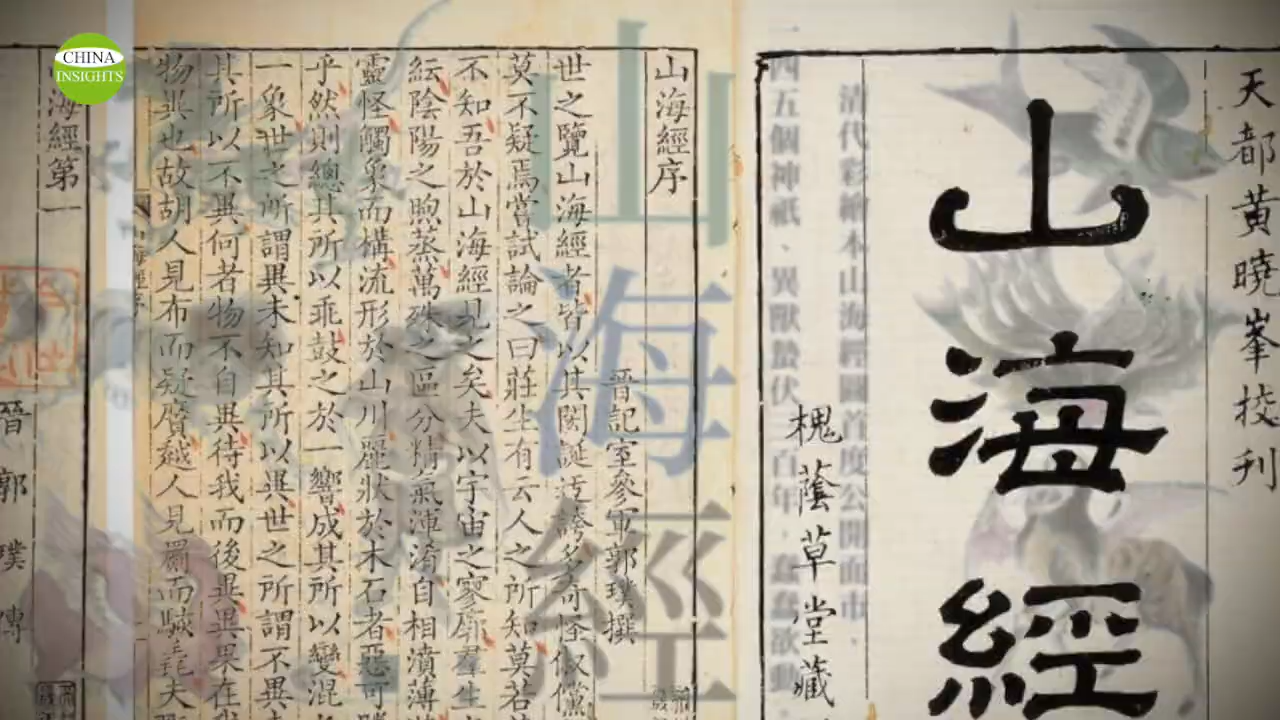 CHINA
INSIGHTS
天都黃曉峯校刊
山海經
槐蔭草堂藏
清代彩繪本山海經圖首度公開面市，
四五個神祇、異獸蟄伏二百年，蠢蠢欲動
山海經
山海經序
晉記室參軍郭璞撰
世之覽山海經者皆以其閎誕迂誇多奇怪俶儻
莫不疑焉嘗試論之曰莊生有云人之所知莫若
不知吾於山海經見之矣夫以宇宙之寥廓羣生
紜陰陽之煦蒸萬殊之區分精氣渾淆自相濆薄
靈怪觸象而構流形於山川麗狀於木石者惡可
乎然則總其所以乖鼓之於一響成其所以變混
一象世之所謂異未知其所以異世之所謂不異
其所以不異何者物不自異待我而後異異果在
物異也故胡人見布而疑黂越人見罽而駭毳夫
海經第一
晉郭璞傳